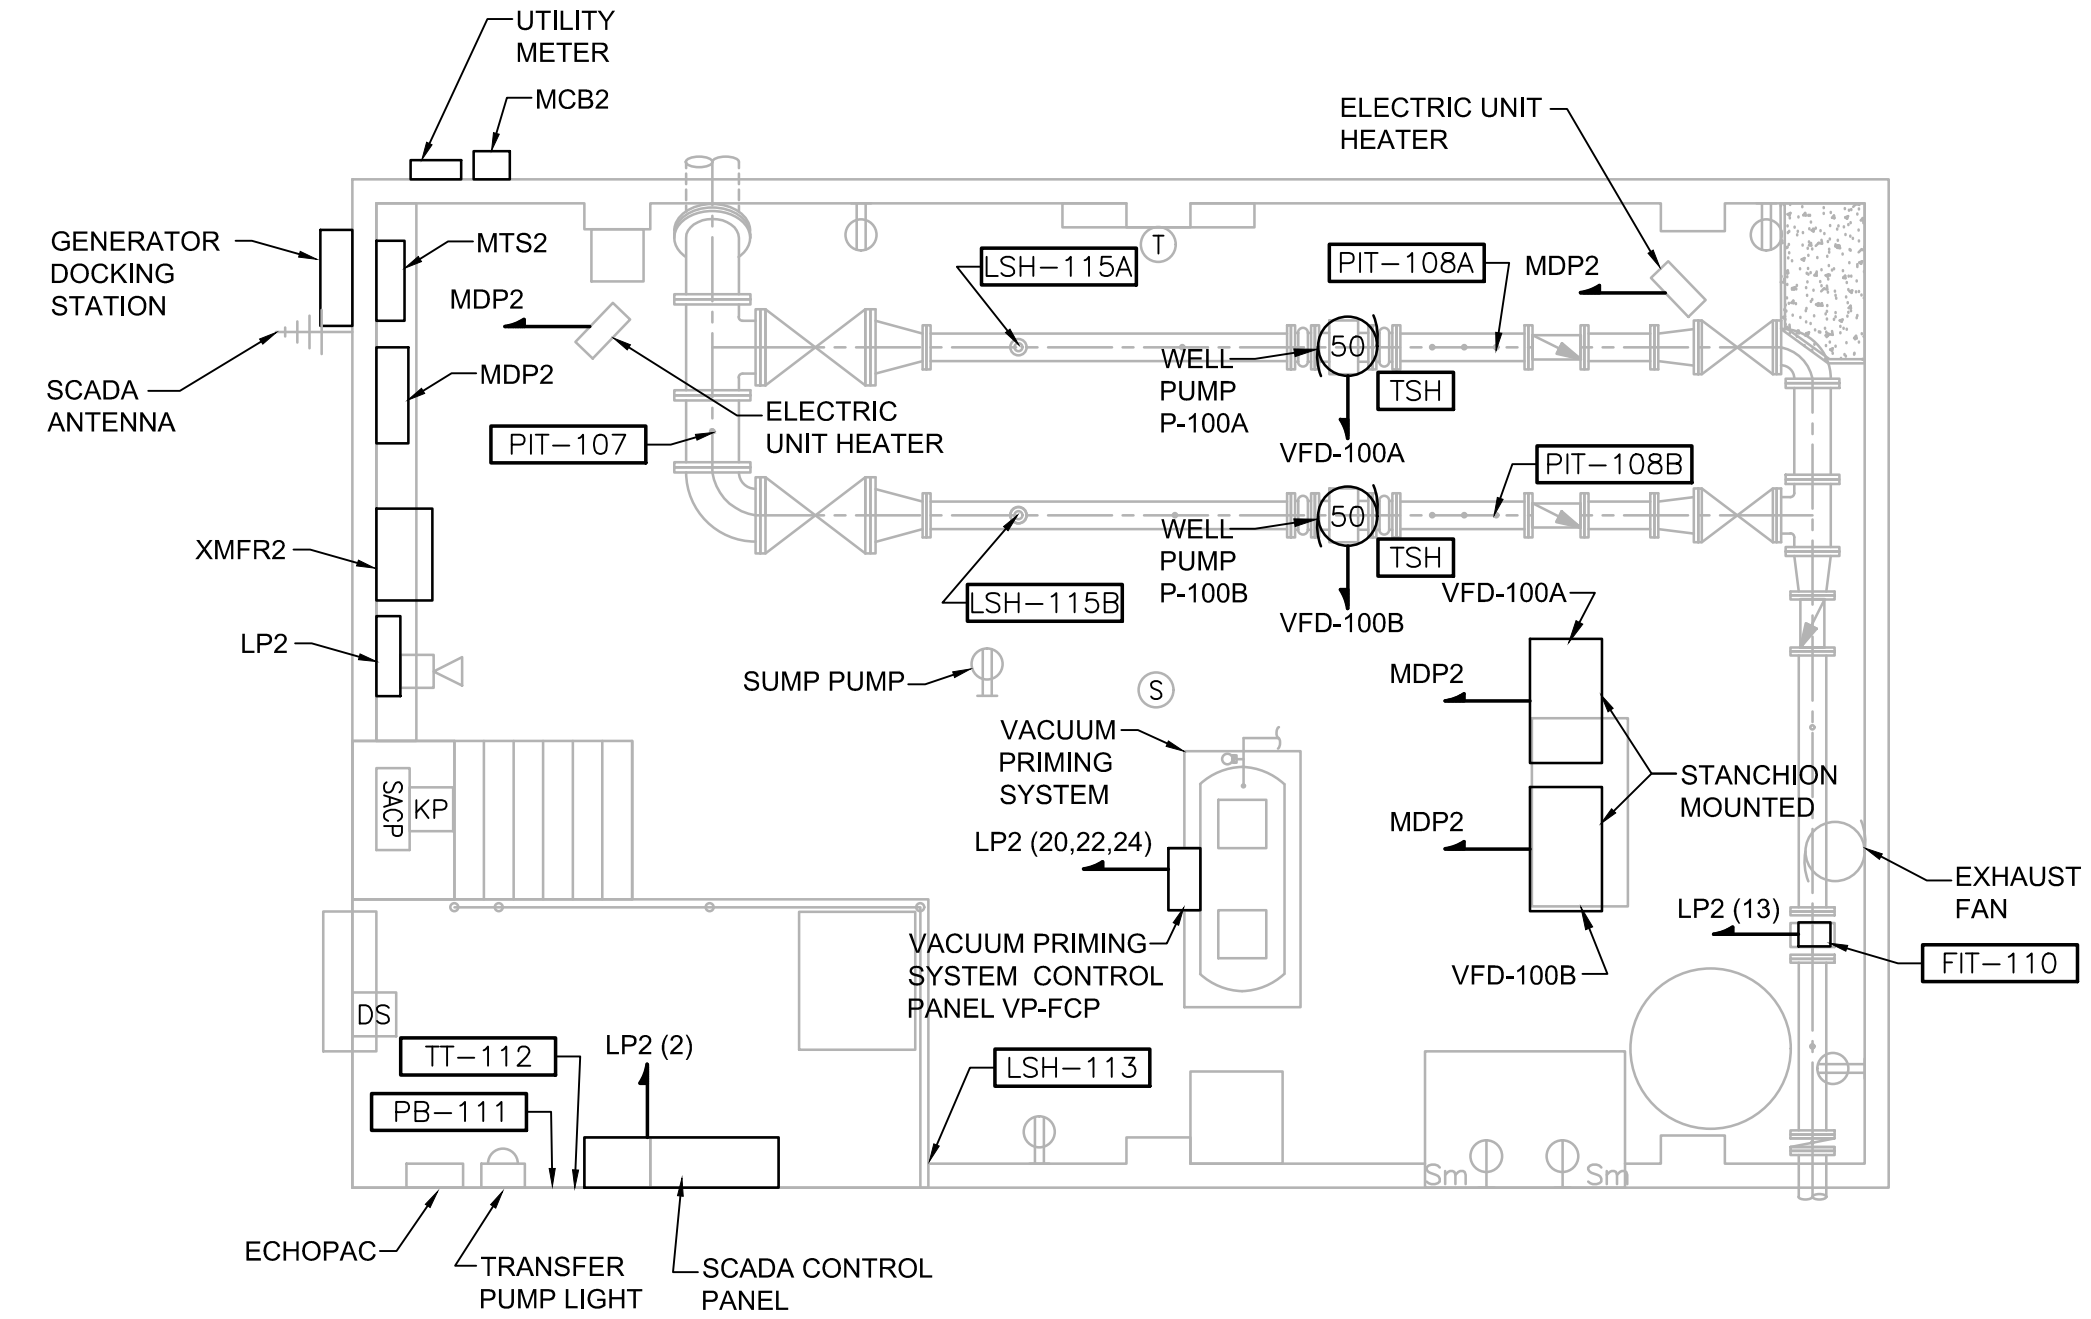 UTILITY
METER
MCB2
ELECTRIC UNIT
HEATER
GENERATOR
DOCKING
STATION
MTS2
LSH-115A
T
PIT-108A
MDP2
MDP2
SCADA
ANTENNA
MDP2
ELECTRIC
UNIT HEATER
PIT-107
WELL
PUMP
P-100A
50
TSH
VFD-100A
PIT-108B
XMFR2
WELL
PUMP
P-100B
50
TSH
VFD-100B
LSH-115B
VFD-100A
LP2
SUMP PUMP
S
MDP2
VACUUM
PRIMING
SYSTEM
STANCHION
MOUNTED
SACP
KP
MDP2
LP2 (20,22,24)
EXHAUST
FAN
LP2 (13)
VACUUM PRIMING
SYSTEM CONTROL
PANEL VP-FCP
VFD-100B
FIT-110
DS
TT-112
LP2 (2)
LSH-113
PB-111
Sm
Sm
ECHOPAC
TRANSFER
PUMP LIGHT
SCADA CONTROL
PANEL